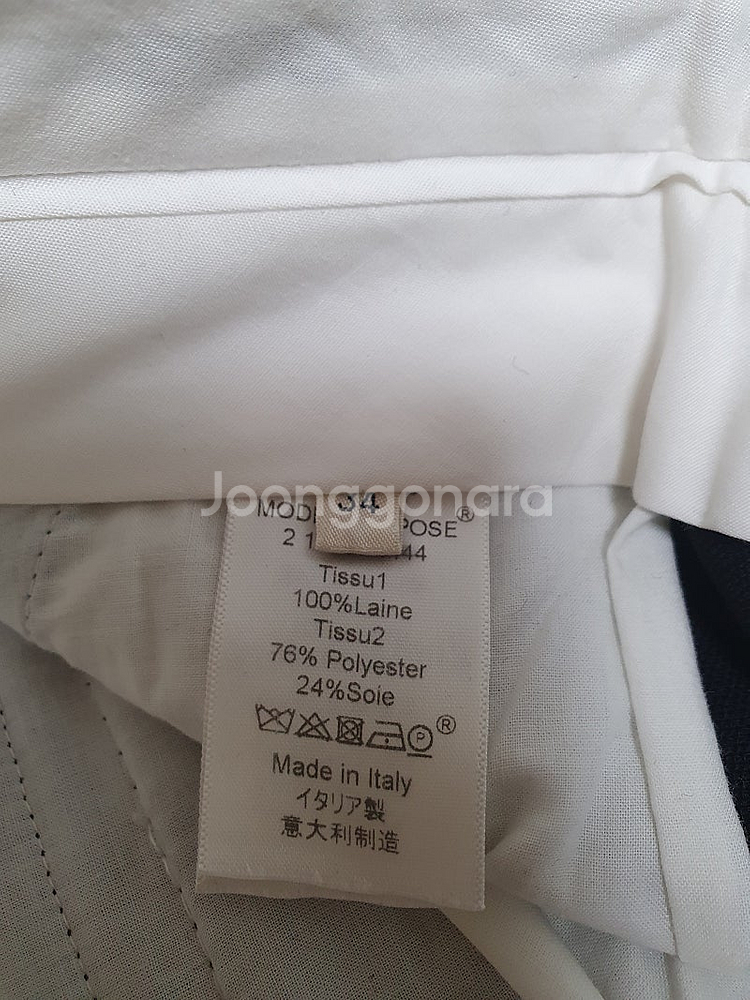 Joonggonara
34
MOD POSE®
2 1 44
Tissu1
100%Laine
Tissu2
76% Polyester
24%Soie
P ®
Made in Italy
イタリア製
意大利制造